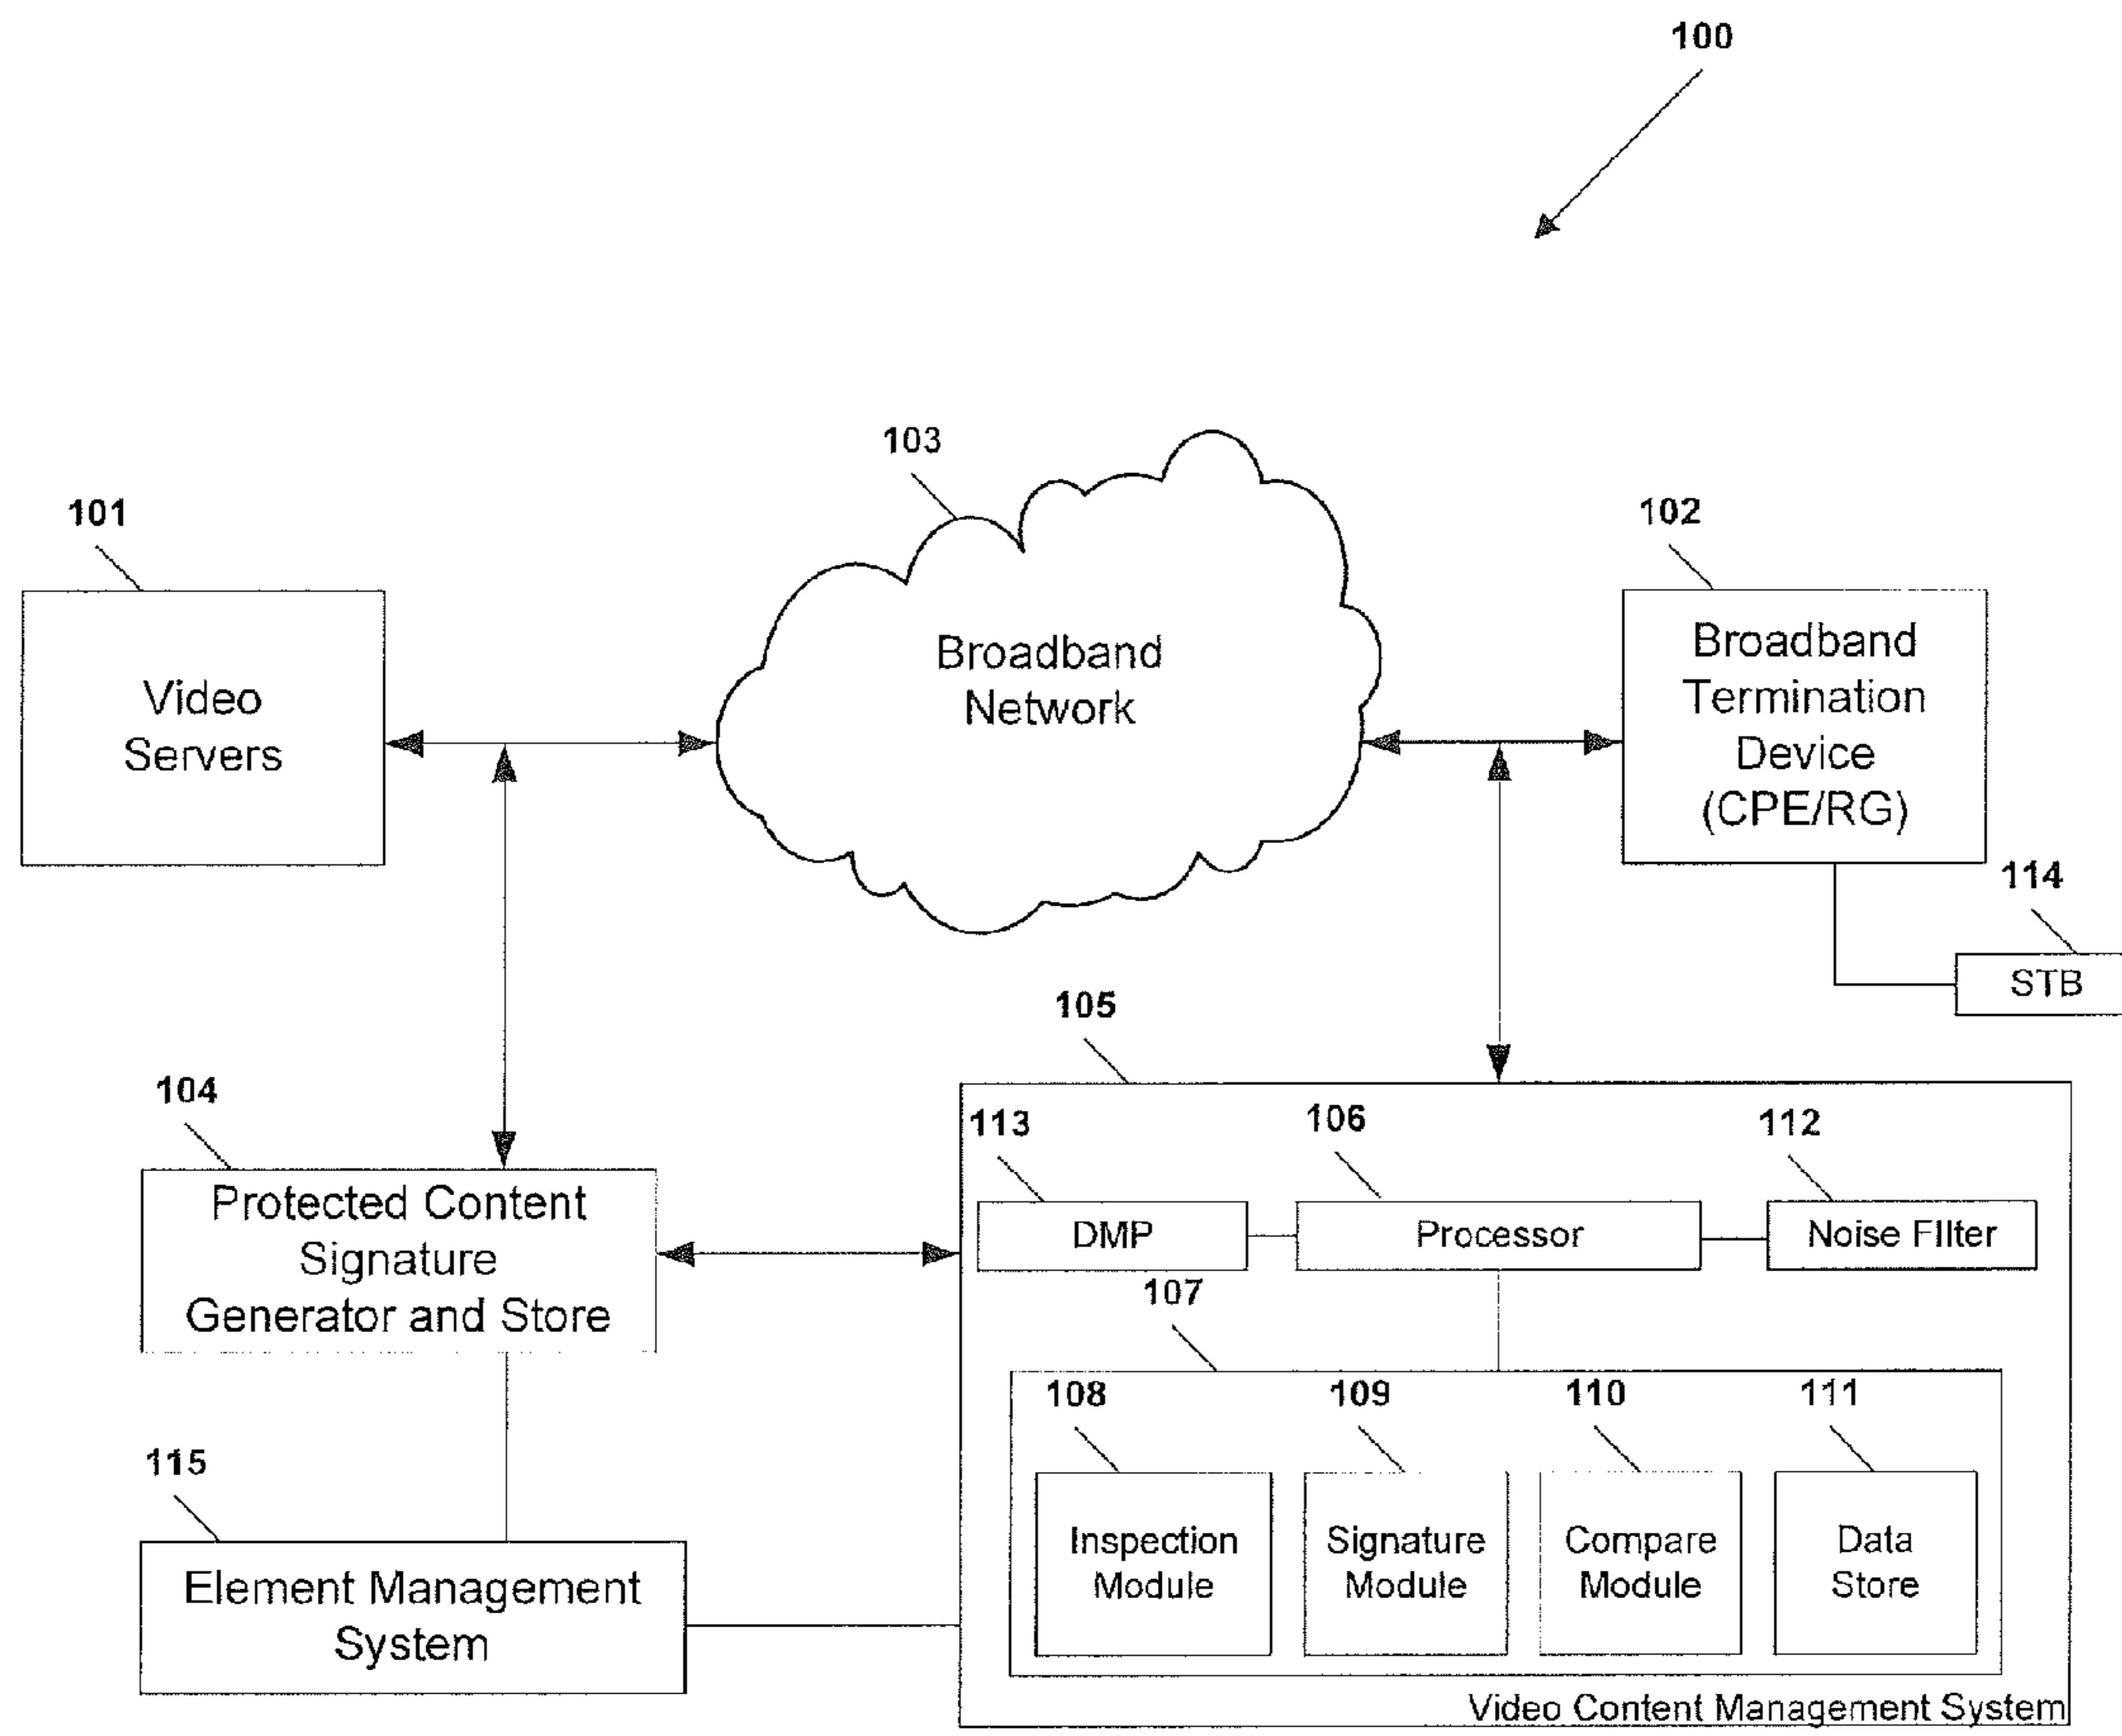 100
103
101
102
Video
Servers
Broadband
Network
Broadband
Termination
Device
(CPE/RG)
114
STB
105
104
113
106
112
Protected Content
Signature
Generator and Store
DMP
Processor
Noise FIlter
107
108
109
110
111
115
Inspection
Module
Signature
Module
Compare
Module
Data
Store
Element Management
System
Video Content Management System